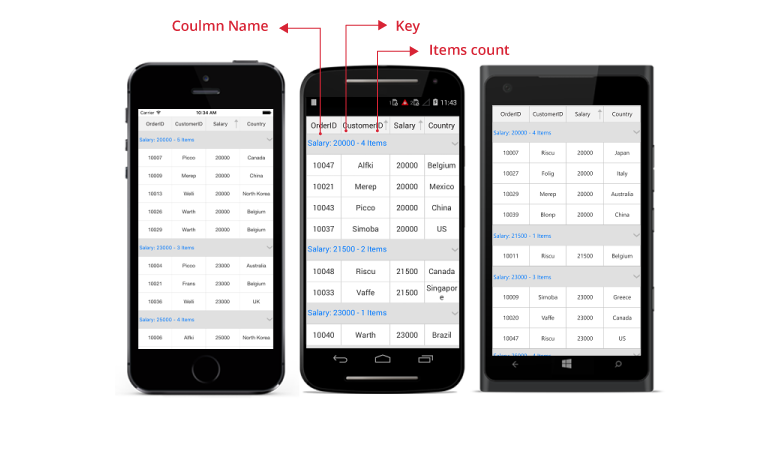 Coulmn Name
Key
Items count
Carrier 10:34 AM
OrderID CustomerID Salary Country
Salary: 20000 - 5 Items
10007 Picco 20000 Canada
10009 Merep 20000 China
10013 Welli 20000 North Korea
10026 Warth 20000 Belgium
10029 Warth 20000 Belgium
Salary: 23000 - 3 Items
10004 Picco 23000 Australia
10021 Frans 23000 Belgium
10036 Welli 23000 UK
Salary: 25000 - 4 Items
10006 Alfki 25000 North Korea
11:43
OrderID CustomerID Salary Country
Salary: 20000 - 4 Items
10047 Alfki 20000 Belgium
10021 Merep 20000 Mexico
10043 Picco 20000 China
10037 Simoba 20000 US
Salary: 21500 - 2 Items
10048 Riscu 21500 Canada
10033 Vaffe 21500 Singapor
e
Salary: 23000 - 1 Items
10040 Warth 23000 Brazil
OrderID CustomerID Salary Country
Salary: 20000 - 4 Items
10007 Riscu 20000 Japan
10027 Folig 20000 Italy
10029 Merep 20000 Australia
10039 Blonp 20000 China
Salary: 21500 - 1 Items
10011 Riscu 21500 Belgium
Salary: 23000 - 3 Items
10009 Simoba 23000 Greece
10020 Vaffe 23000 Canada
10047 Riscu 23000 US